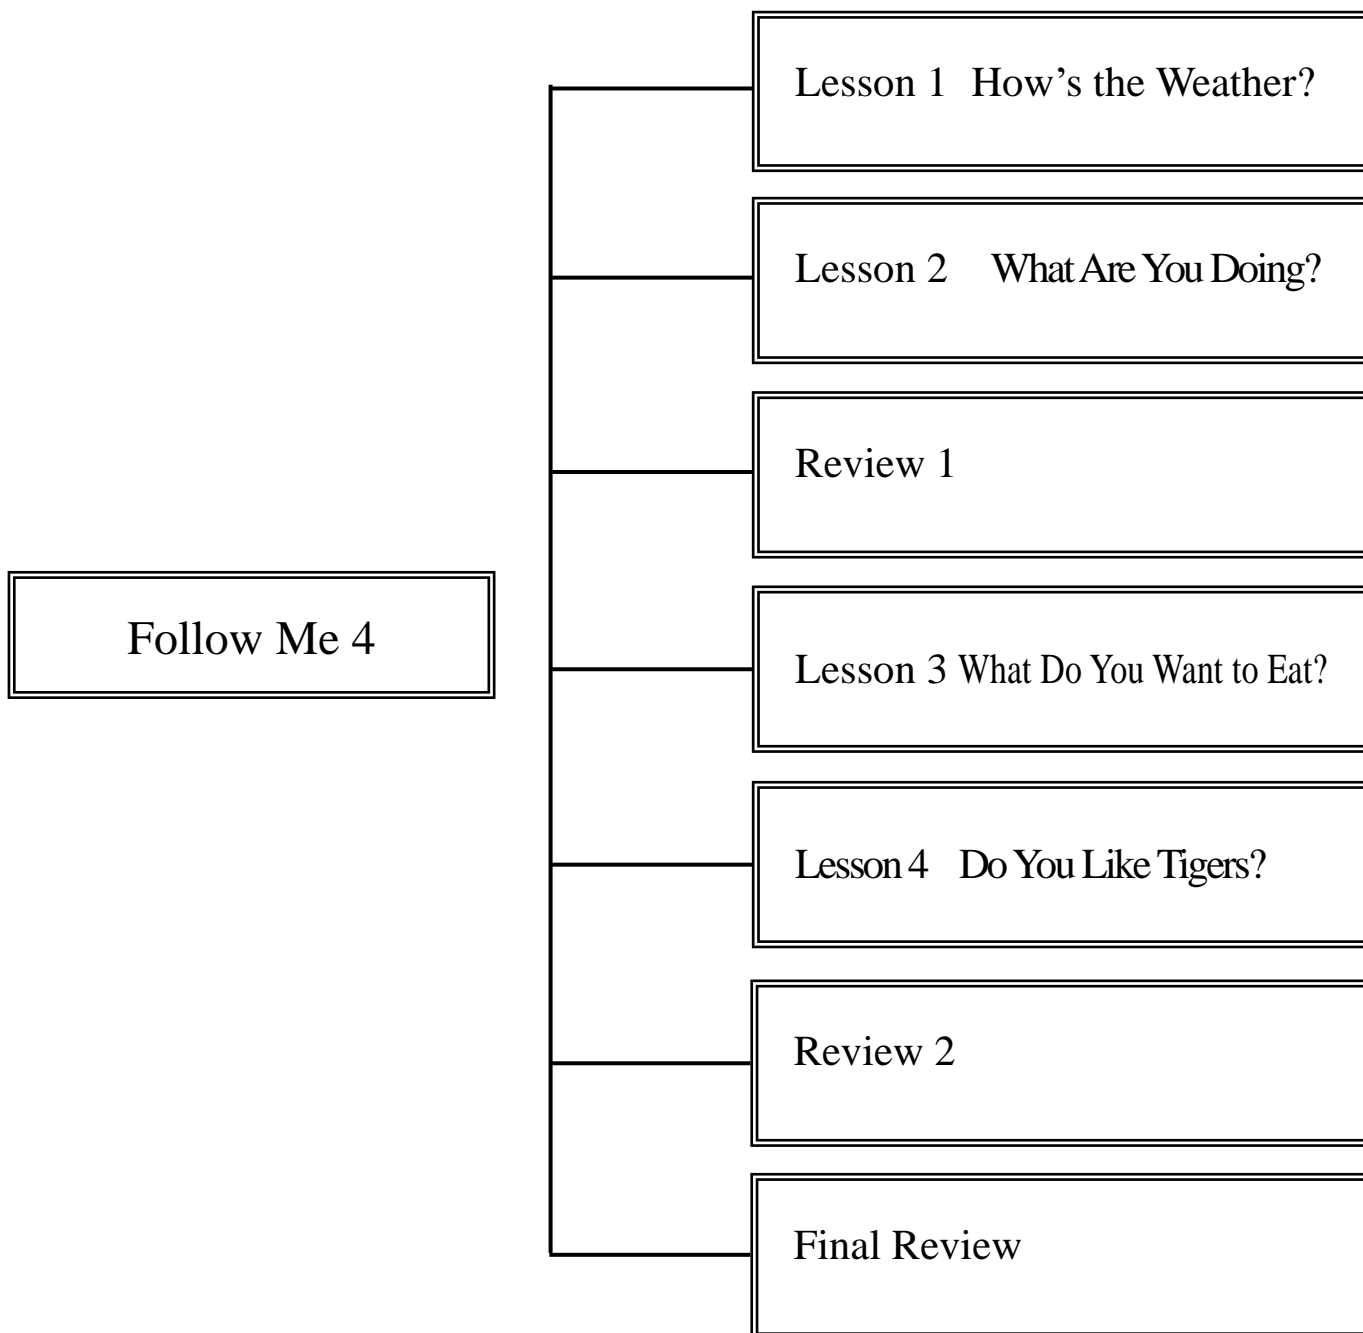 Lesson 1 How’s the Weather?
Lesson 2 What Are You Doing?
Review 1
Follow Me 4
Lesson 3 What Do You Want to Eat?
Lesson 4 Do You Like Tigers?
Review 2
Final Review